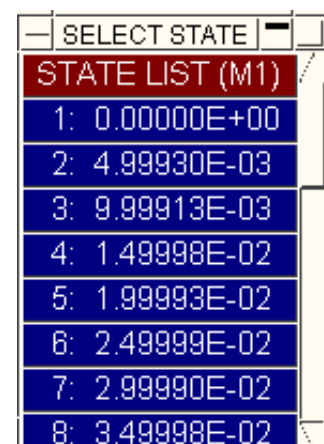 SELECT STATE
STATE LIST (M1)
1: 0.00000E+00
2: 4.99930E-03
3: 9.99913E-03
4: 1.49998E-02
5: 1.99993E-02
6: 2.49999E-02
7: 2.99990E-02
8: 3.49998E-02